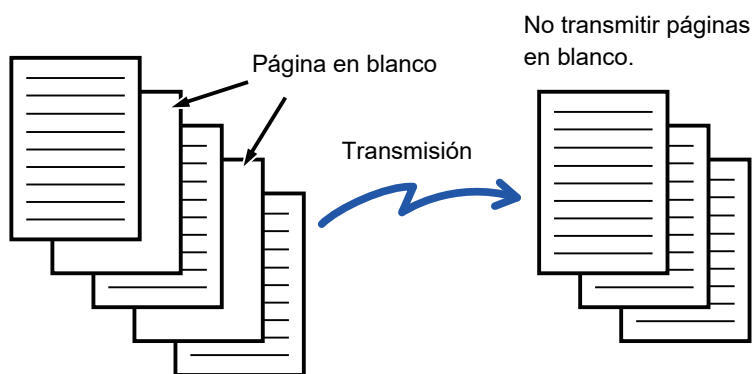 No transmitir páginas
en blanco.
Página en blanco
Transmisión